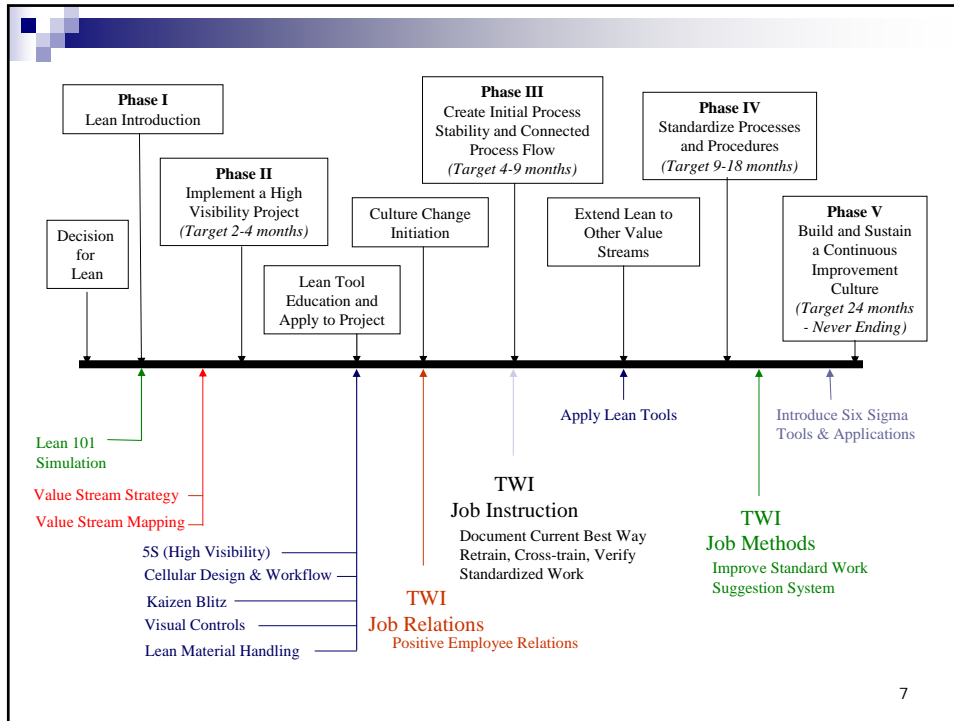 Phase I
Lean Introduction
Phase II
Implement a High
Visibility Project
(Target 2-4 months)
Phase III
Create Initial Process
Stability and Connected
Process Flow
(Target 4-9 months)
Phase IV
Standardize Processes
and Procedures
(Target 9-18 months)
Phase V
Build and Sustain
a Continuous
Improvement
Culture
(Target 24 months
- Never Ending)
Decision
for
Lean
Lean Tool
Education and
Apply to Project
Culture Change
Initiation
Extend Lean to
Other Value
Streams
Lean 101
Simulation
Value Stream Strategy
Value Stream Mapping
5S (High Visibility)
Cellular Design & Workflow
Kaizen Blitz
Visual Controls
Lean Material Handling
TWI
Job Relations
Positive Employee Relations
TWI
Job Instruction
Document Current Best Way
Retrain, Cross-train, Verify
Standardized Work
Apply Lean Tools
TWI
Job Methods
Improve Standard Work
Suggestion System
Introduce Six Sigma
Tools & Applications
7